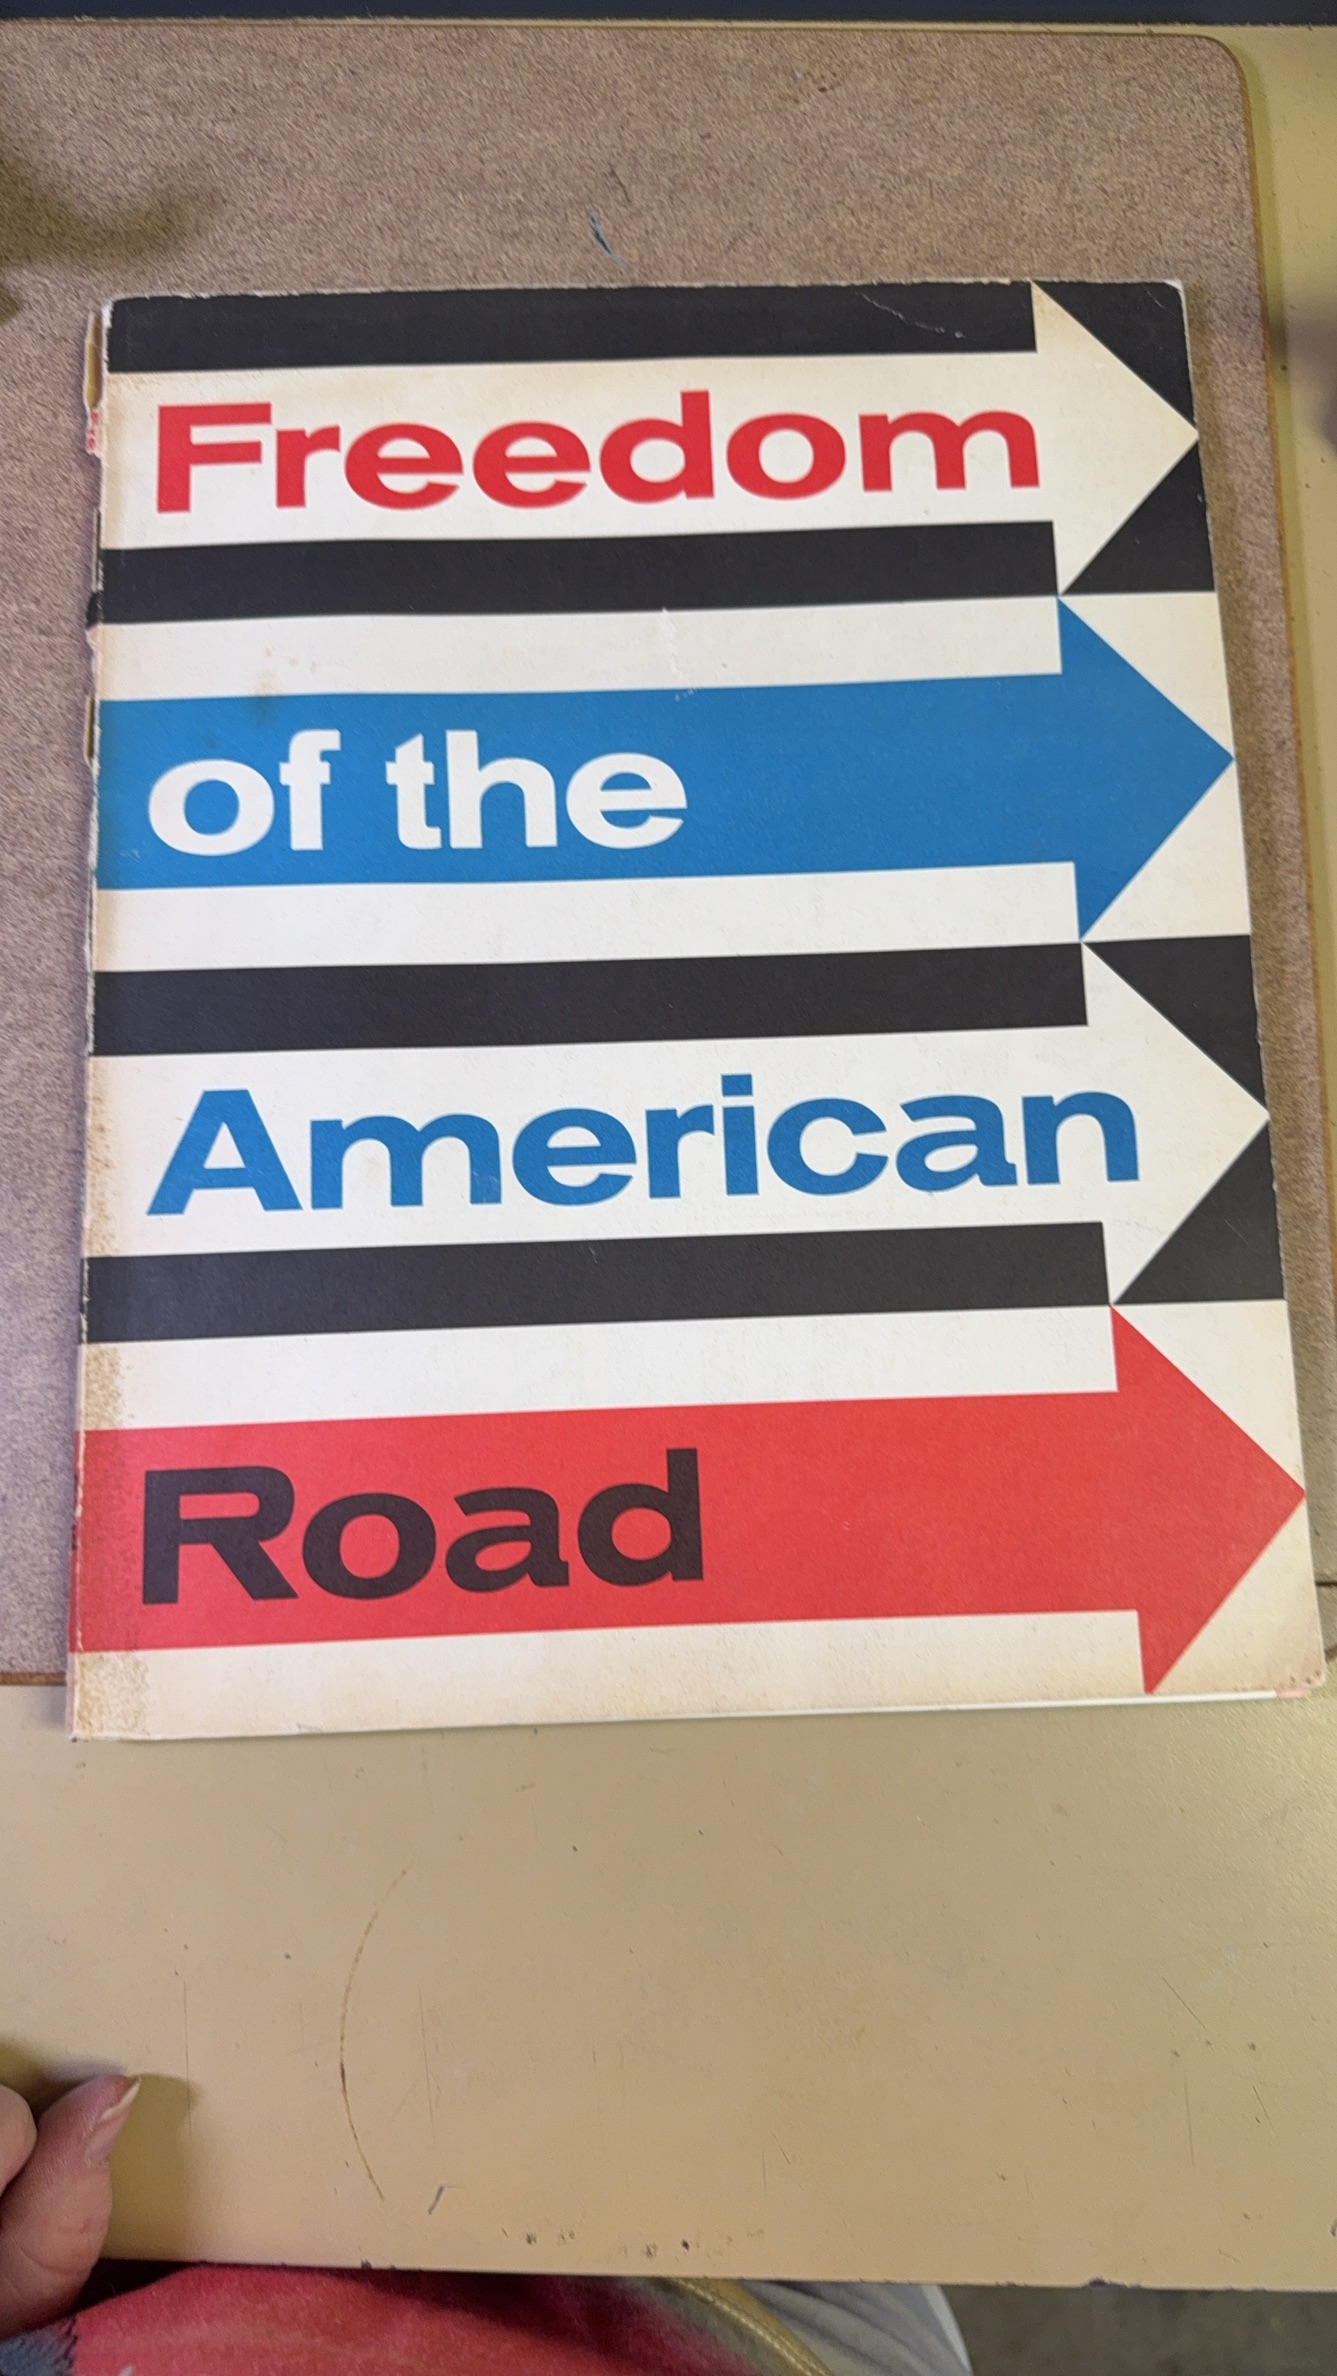 Freedom
of the
American
Road